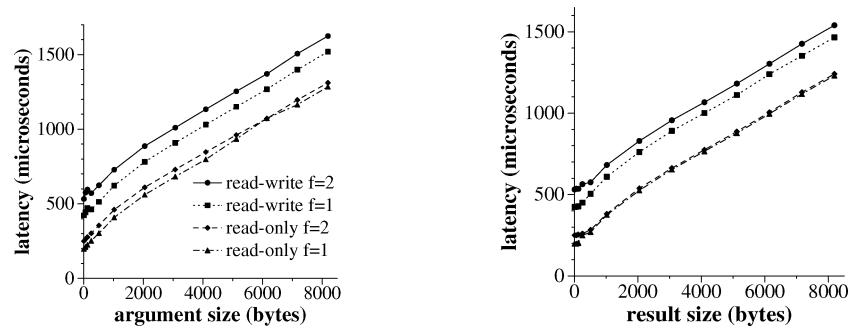 1500
1000
500
0
latency (microseconds)
read-write f=2
read-write f=1
read-only f=2
read-only f=1
0 2000 4000 6000 8000
argument size (bytes)
1500
1000
500
0
latency (microseconds)
0 2000 4000 6000 8000
result size (bytes)